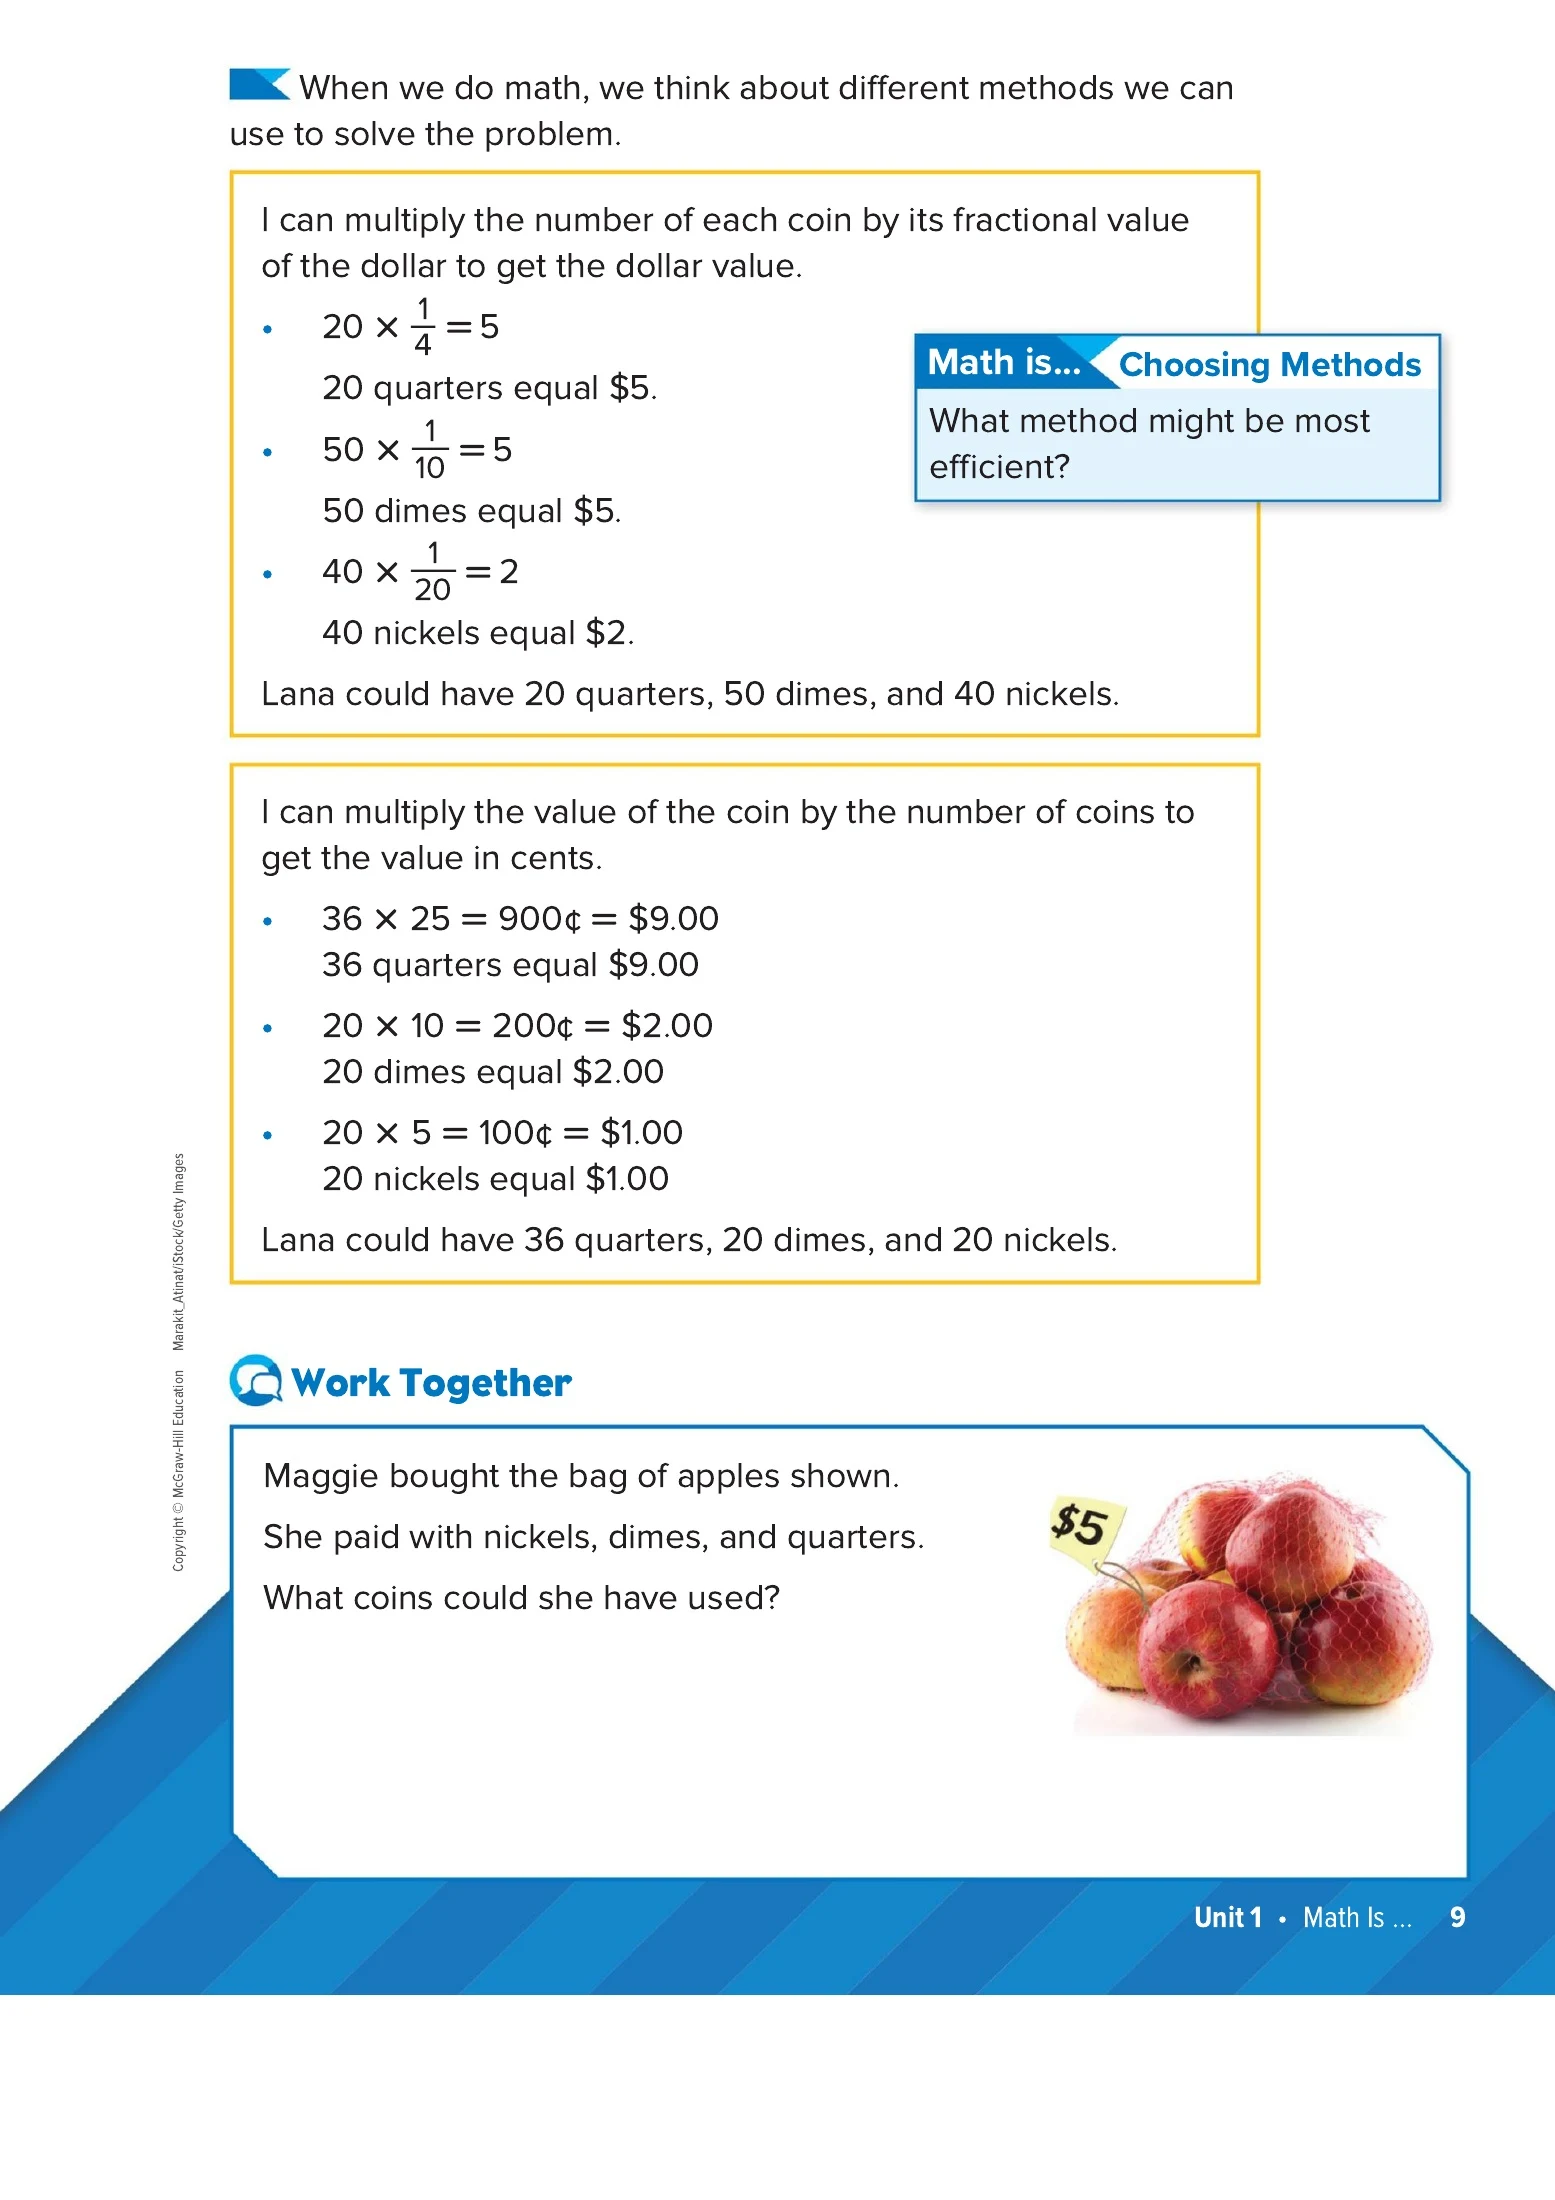 When we do math, we think about different methods we can
use to solve the problem.
I can multiply the number of each coin by its fractional value
of the dollar to get the dollar value.
• 20 × 1/4 = 5
20 quarters equal $5.
• 50 × 1/10 = 5
50 dimes equal $5.
• 40 × 1/20 = 2
40 nickels equal $2.
Lana could have 20 quarters, 50 dimes, and 40 nickels.
Math is... Choosing Methods
What method might be most
efficient?
I can multiply the value of the coin by the number of coins to
get the value in cents.
• 36 × 25 = 900¢ = $9.00
36 quarters equal $9.00
• 20 × 10 = 200¢ = $2.00
20 dimes equal $2.00
• 20 × 5 = 100¢ = $1.00
20 nickels equal $1.00
Lana could have 36 quarters, 20 dimes, and 20 nickels.
Work Together
Maggie bought the bag of apples shown.
She paid with nickels, dimes, and quarters.
What coins could she have used?
$5
Copyright © McGraw-Hill Education Marakit_Atinat/iStock/Getty Images
Unit 1 • Math Is ... 9